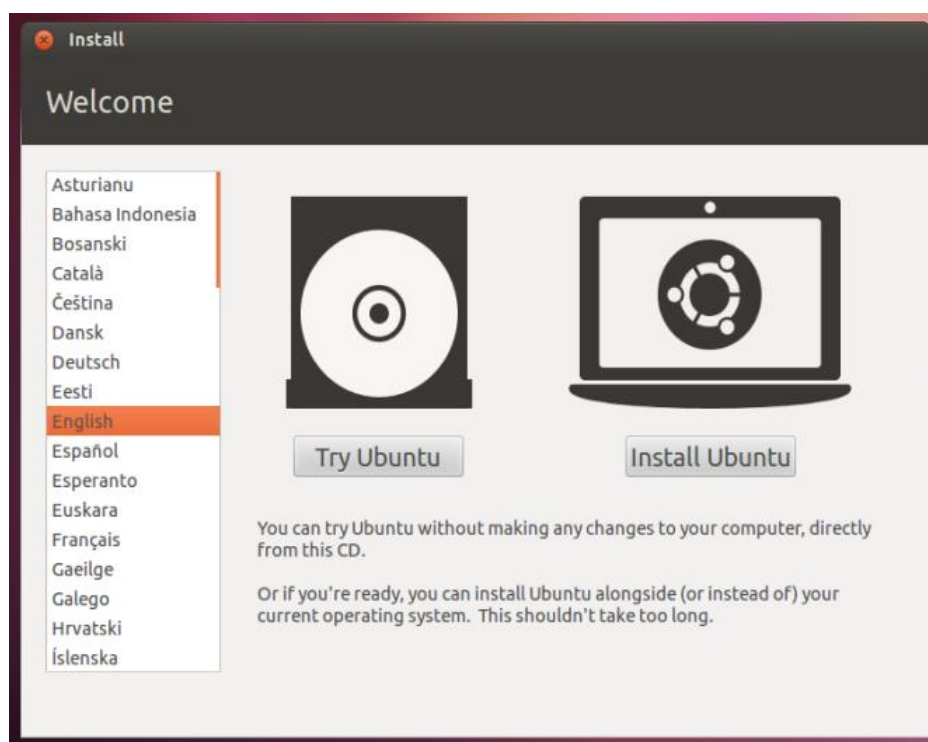 Install
Welcome
Asturianu
Bahasa Indonesia
Bosanski
Català
Čeština
Dansk
Deutsch
Eesti
English
Español
Esperanto
Euskara
Français
Gaeilge
Galego
Hrvatski
Íslenska
Try Ubuntu
Install Ubuntu
You can try Ubuntu without making any changes to your computer, directly
from this CD.
Or if you're ready, you can install Ubuntu alongside (or instead of) your
current operating system. This shouldn't take too long.